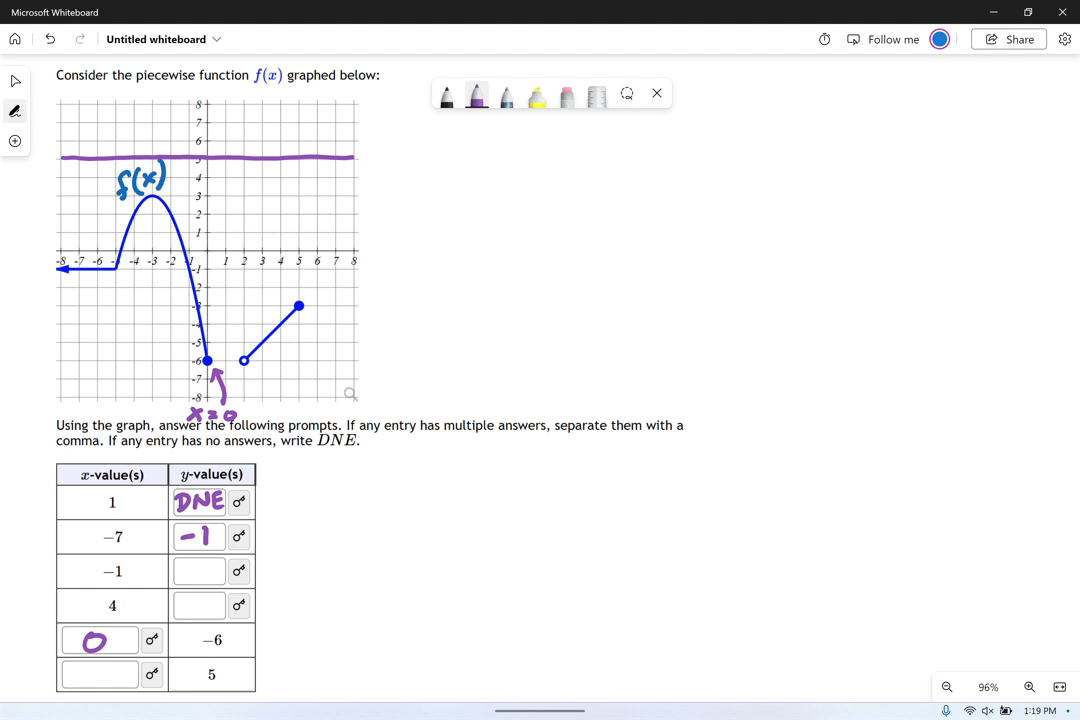 Microsoft Whiteboard
Untitled whiteboard
Follow me
Share
Consider the piecewise function f(x) graphed below:
8
7
6
5
4
3
2
1
f(x)
-8 -7 -6 -5 -4 -3 -2 -1 1 2 3 4 5 6 7 8
-1
-2
-3
-4
-5
-6
-7
-8
x = 0
Using the graph, answer the following prompts. If any entry has multiple answers, separate them with a
comma. If any entry has no answers, write DNE.
x-value(s) y-value(s)
1 DNE
−7 -1
−1
4
0 −6
5
96%
1:19 PM